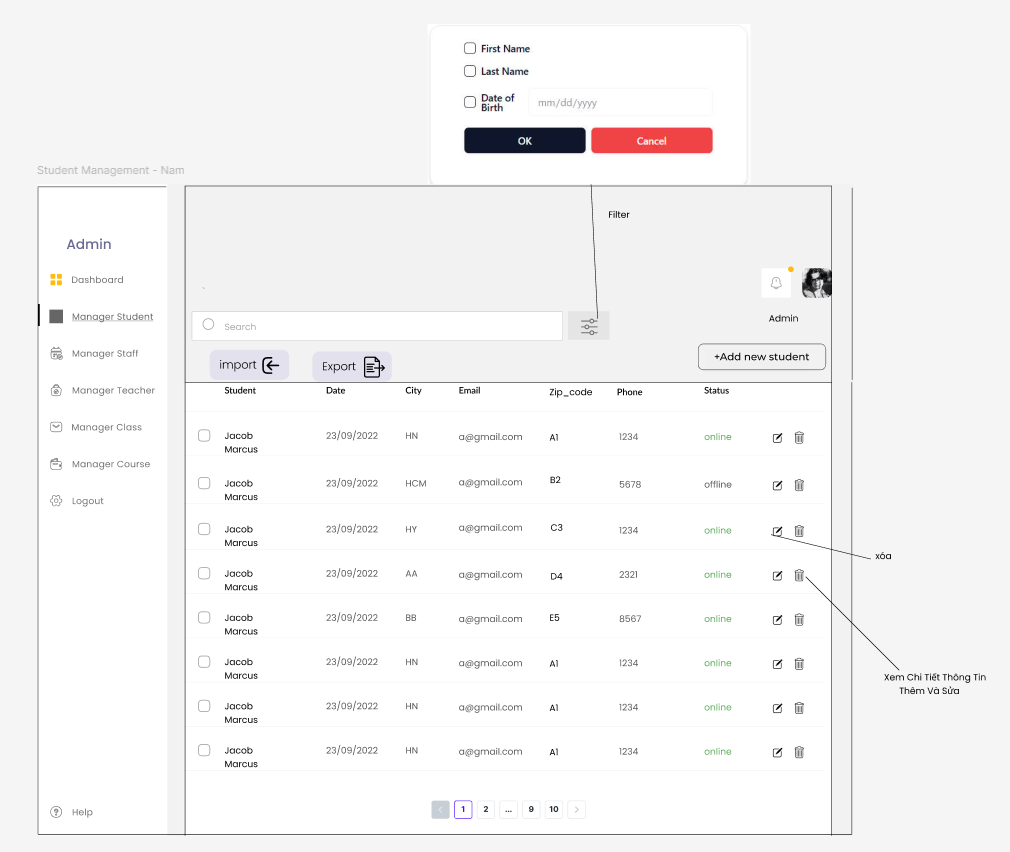 First Name
Last Name
Date of
Birth
mm/dd/yyyy
OK
Cancel
Student Management - Nam
Filter
Admin
Dashboard
Manager Student
Manager Staff
Manager Teacher
Manager Class
Manager Course
Logout
Help
Admin
Search
import
Export
+Add new student
Student Date City Email Zip_code Phone Status
Jacob
Marcus
23/09/2022 HN a@gmail.com A1 1234 online
Jacob
Marcus
23/09/2022 HCM a@gmail.com B2 5678 offline
Jacob
Marcus
23/09/2022 HY a@gmail.com C3 1234 online
Jacob
Marcus
23/09/2022 AA a@gmail.com D4 2321 online
Jacob
Marcus
23/09/2022 BB a@gmail.com E5 8567 online
Jacob
Marcus
23/09/2022 HN a@gmail.com A1 1234 online
Jacob
Marcus
23/09/2022 HN a@gmail.com A1 1234 online
Jacob
Marcus
23/09/2022 HN a@gmail.com A1 1234 online
xóa
Xem Chi Tiết Thông Tin
Thêm Và Sửa
< 1 2 ... 9 10 >